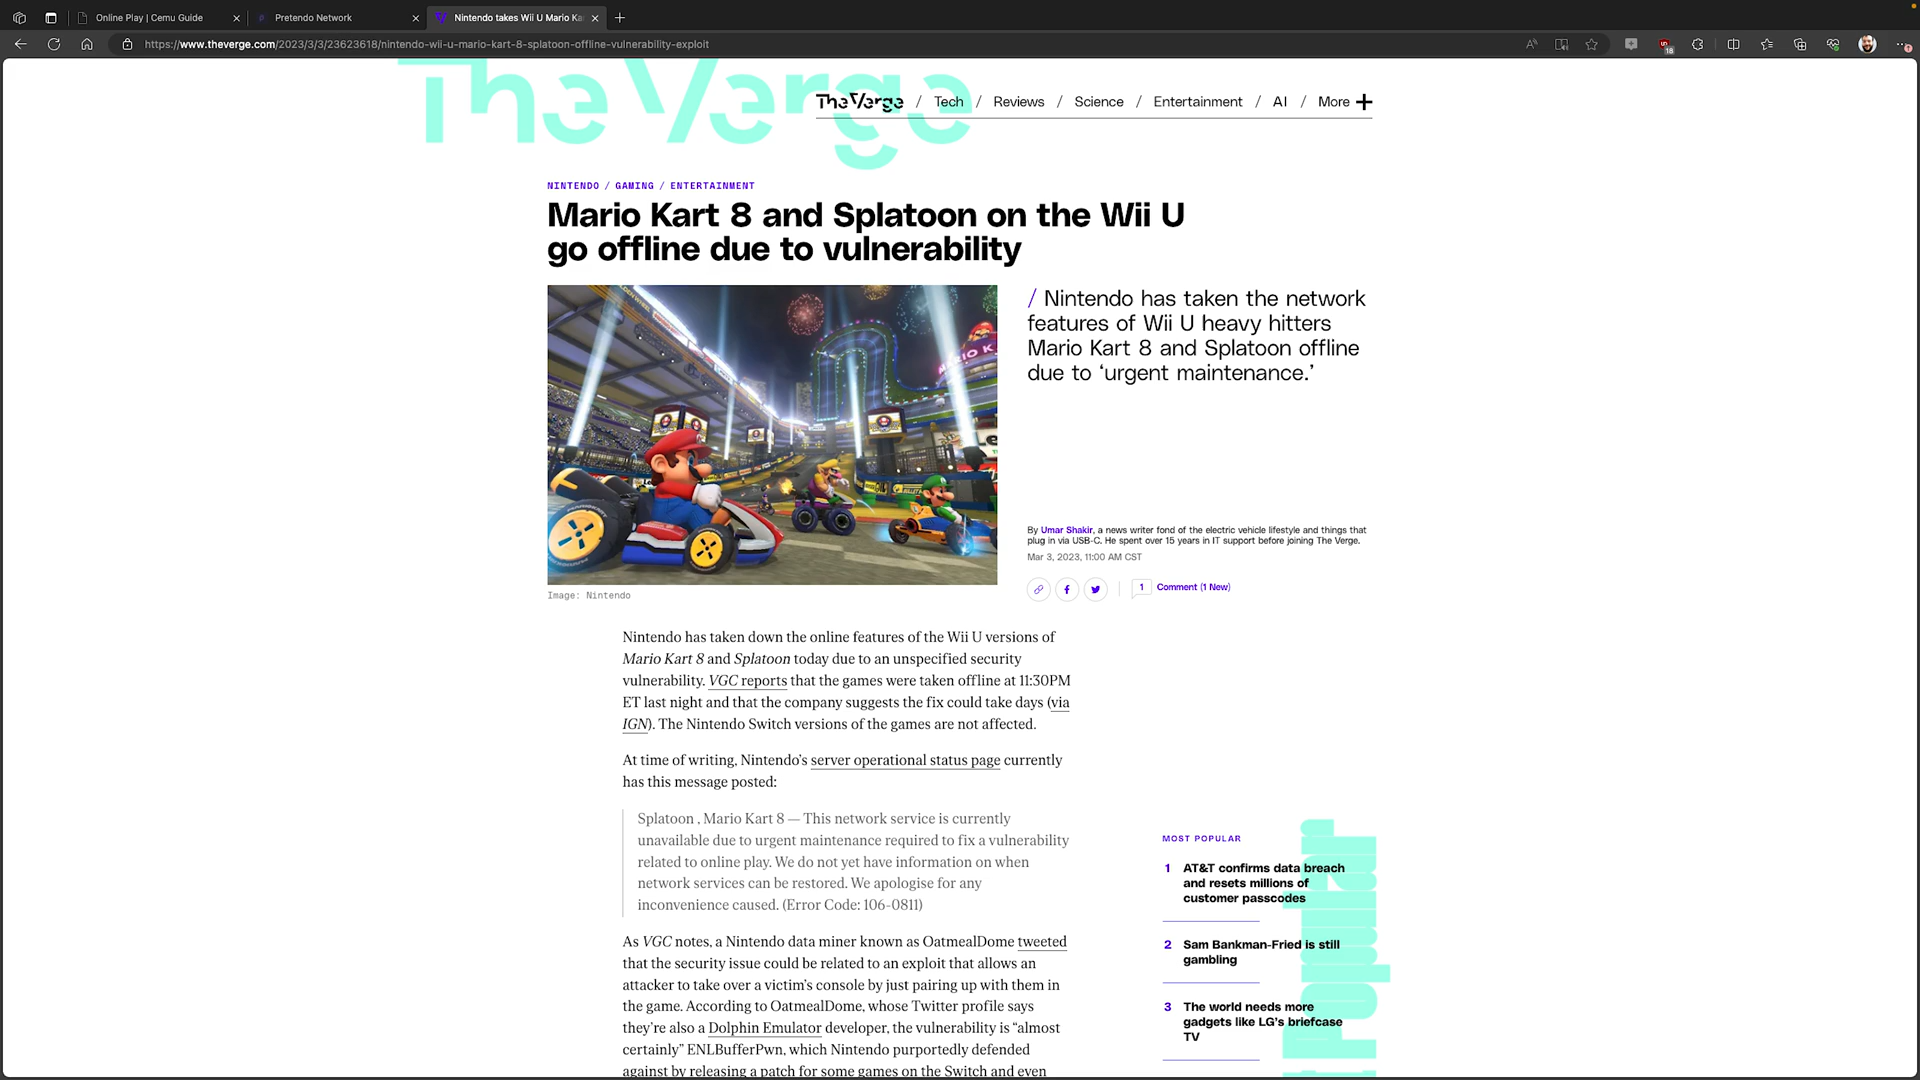 Online Play | Cemu Guide
Pretendo Network
Nintendo takes Wii U Mario Ka
https://www.theverge.com/2023/3/3/23623618/nintendo-wii-u-mario-kart-8-splatoon-offline-vulnerability-exploit
18
The Verge
TheVerge / Tech / Reviews / Science / Entertainment / AI / More +
NINTENDO / GAMING / ENTERTAINMENT
Mario Kart 8 and Splatoon on the Wii U
go offline due to vulnerability
MARIO K
/ Nintendo has taken the network
features of Wii U heavy hitters
Mario Kart 8 and Splatoon offline
due to ‘urgent maintenance.’
By Umar Shakir, a news writer fond of the electric vehicle lifestyle and things that
plug in via USB-C. He spent over 15 years in IT support before joining The Verge.
Mar 3, 2023, 11:00 AM CST
1 Comment (1 New)
Image: Nintendo
Nintendo has taken down the online features of the Wii U versions of
Mario Kart 8 and Splatoon today due to an unspecified security
vulnerability. VGC reports that the games were taken offline at 11:30PM
ET last night and that the company suggests the fix could take days (via
IGN). The Nintendo Switch versions of the games are not affected.
At time of writing, Nintendo’s server operational status page currently
has this message posted:
Splatoon , Mario Kart 8 — This network service is currently
unavailable due to urgent maintenance required to fix a vulnerability
related to online play. We do not yet have information on when
network services can be restored. We apologise for any
inconvenience caused. (Error Code: 106-0811)
As VGC notes, a Nintendo data miner known as OatmealDome tweeted
that the security issue could be related to an exploit that allows an
attacker to take over a victim’s console by just pairing up with them in
the game. According to OatmealDome, whose Twitter profile says
they’re also a Dolphin Emulator developer, the vulnerability is “almost
certainly” ENLBufferPwn, which Nintendo purportedly defended
against by releasing a patch for some games on the Switch and even
MOST POPULAR
1 AT&T confirms data breach
and resets millions of
customer passcodes
2 Sam Bankman-Fried is still
gambling
3 The world needs more
gadgets like LG’s briefcase
TV
Popular